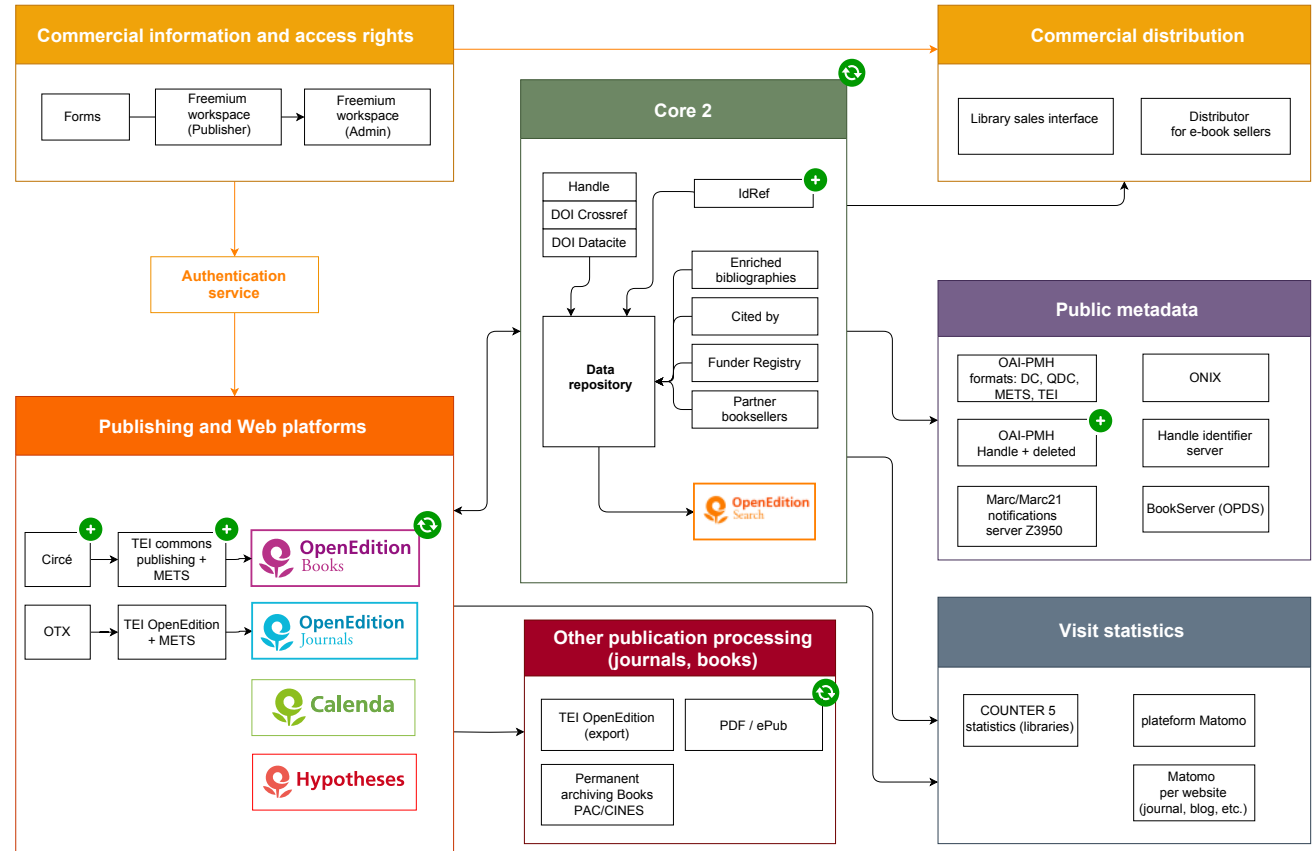 Commercial information and access rights
Forms
Freemium
workspace
(Publisher)
Freemium
workspace
(Admin)
Commercial distribution
Library sales interface
Distributor
for e-book sellers
Core 2
Handle
DOI Crossref
DOI Datacite
IdRef
Enriched
bibliographies
Cited by
Funder Registry
Partner
booksellers
Data
repository
OpenEdition
Search
Authentication
service
Public metadata
OAI-PMH
formats: DC, QDC,
METS, TEI
ONIX
OAI-PMH
Handle + deleted
Handle identifier
server
Marc/Marc21
notifications
server Z3950
BookServer (OPDS)
Publishing and Web platforms
Circé
TEI commons
publishing +
METS
OpenEdition
Books
OTX
TEI OpenEdition
+ METS
OpenEdition
Journals
Calenda
Hypotheses
Other publication processing
(journals, books)
TEI OpenEdition
(export)
PDF / ePub
Permanent
archiving Books
PAC/CINES
Visit statistics
COUNTER 5
statistics (libraries)
plateform Matomo
Matomo
per website
(journal, blog, etc.)